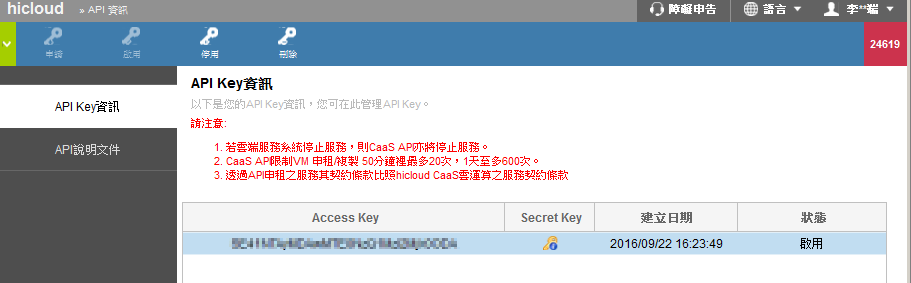 hicloud » API 資訊 障礙申告 語言 李**瑞
申請 啟用 停用 刪除 24619
API Key資訊
以下是您的API Key資訊，您可在此管理API Key。
請注意:
API Key資訊
API說明文件
1. 若雲端服務系統停止服務，則CaaS API亦將停止服務。
2. CaaS API限制VM 申租/複製 50分鐘裡最多20次，1天至多600次。
3. 透過API申租之服務其契約條款比照hicloud CaaS雲運算之服務契約條款
Access Key Secret Key 建立日期 狀態
2016/09/22 16:23:49 啟用